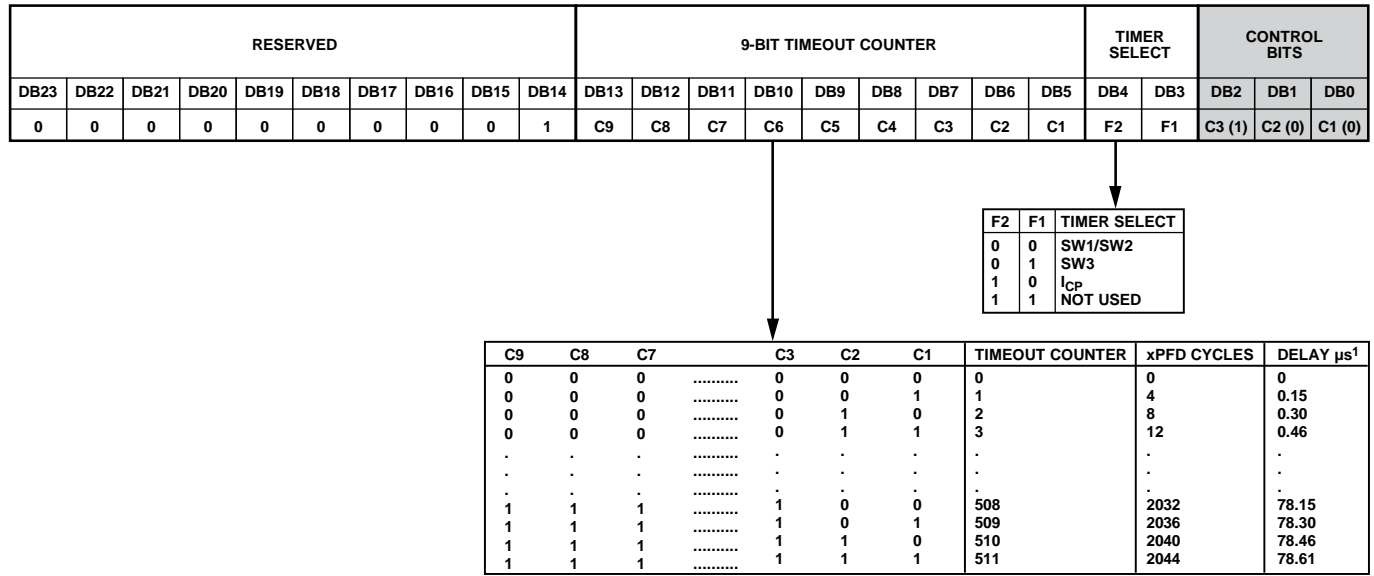 RESERVED 9-BIT TIMEOUT COUNTER TIMER SELECT CONTROL BITS
DB23 DB22 DB21 DB20 DB19 DB18 DB17 DB16 DB15 DB14 DB13 DB12 DB11 DB10 DB9 DB8 DB7 DB6 DB5 DB4 DB3 DB2 DB1 DB0
0 0 0 0 0 0 0 0 0 1 C9 C8 C7 C6 C5 C4 C3 C2 C1 F2 F1 C3 (1) C2 (0) C1 (0)
F2 F1 TIMER SELECT
0 0 SW1/SW2
0 1 SW3
1 0 ICP
1 1 NOT USED
C9 C8 C7 C3 C2 C1 TIMEOUT COUNTER xPFD CYCLES DELAY µs1
0 0 0 .......... 0 0 0 0 0 0
0 0 0 .......... 0 0 1 1 4 0.15
0 0 0 .......... 0 1 0 2 8 0.30
0 0 0 .......... 0 1 1 3 12 0.46
. . . .......... . . . . . .
. . . .......... . . . . . .
. . . .......... . . . . . .
1 1 1 .......... 1 0 0 508 2032 78.15
1 1 1 .......... 1 0 1 509 2036 78.30
1 1 1 .......... 1 1 0 510 2040 78.46
1 1 1 .......... 1 1 1 511 2044 78.61